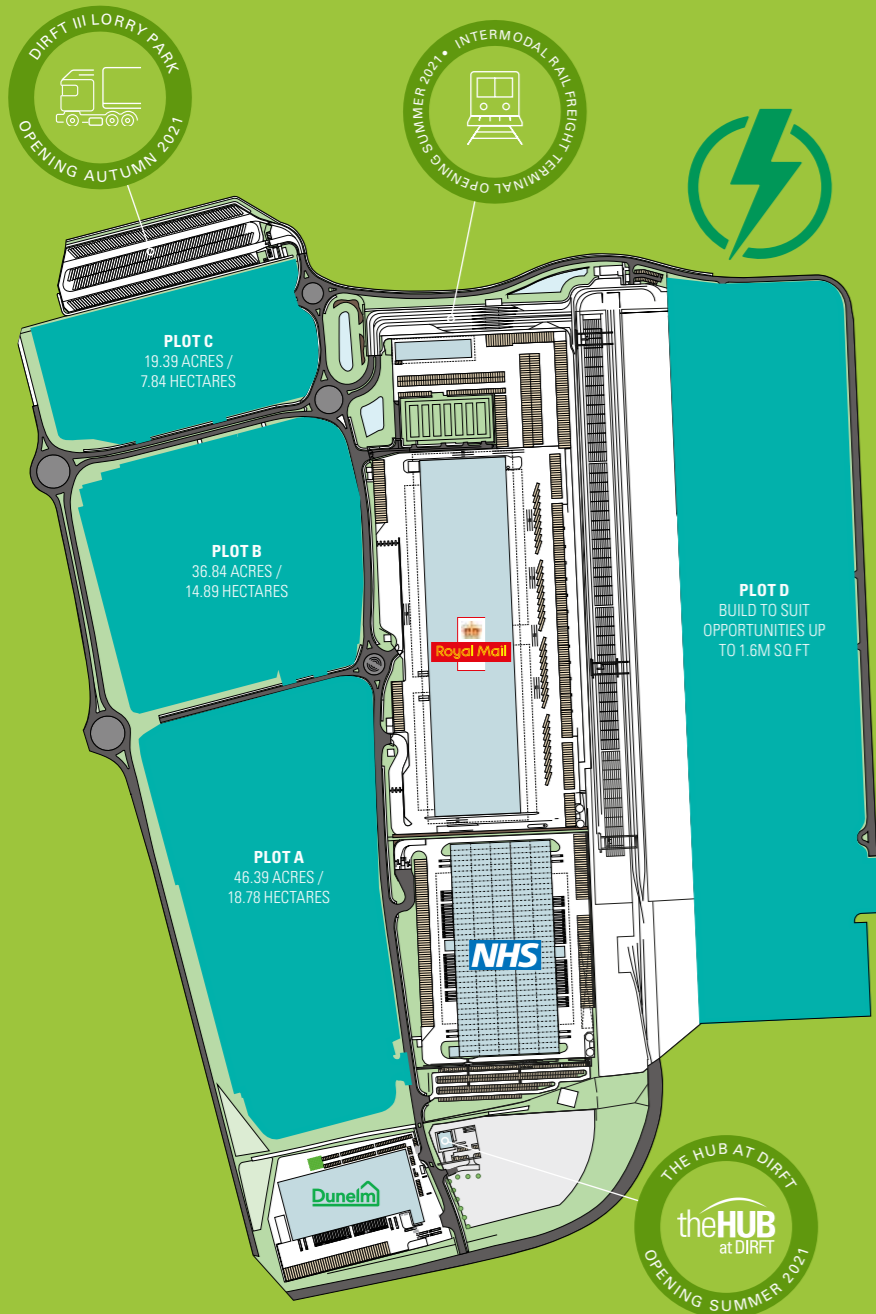 DIRFT III LORRY PARK
OPENING AUTUMN 2021
INTERMODAL RAIL FREIGHT TERMINAL OPENING SUMMER 2021 •
PLOT C
19.39 ACRES /
7.84 HECTARES
PLOT B
36.84 ACRES /
14.89 HECTARES
PLOT D
BUILD TO SUIT
OPPORTUNITIES UP
TO 1.6M SQ FT
Royal Mail
PLOT A
46.39 ACRES /
18.78 HECTARES
NHS
Dunelm
THE HUB AT DIRFT
theHUB
at DIRFT
OPENING SUMMER 2021